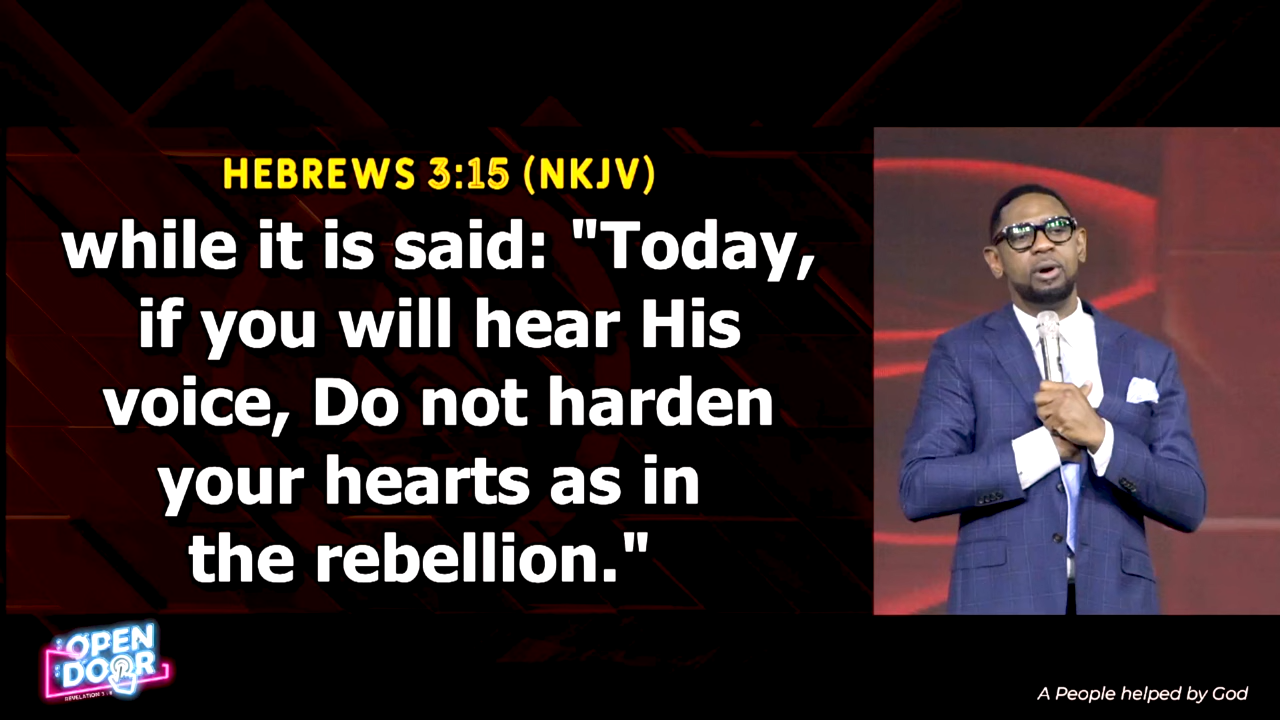 HEBREWS 3:15 (NKJV)
while it is said: "Today,
if you will hear His
voice, Do not harden
your hearts as in
the rebellion."
OPEN
DOOR
A People helped by God